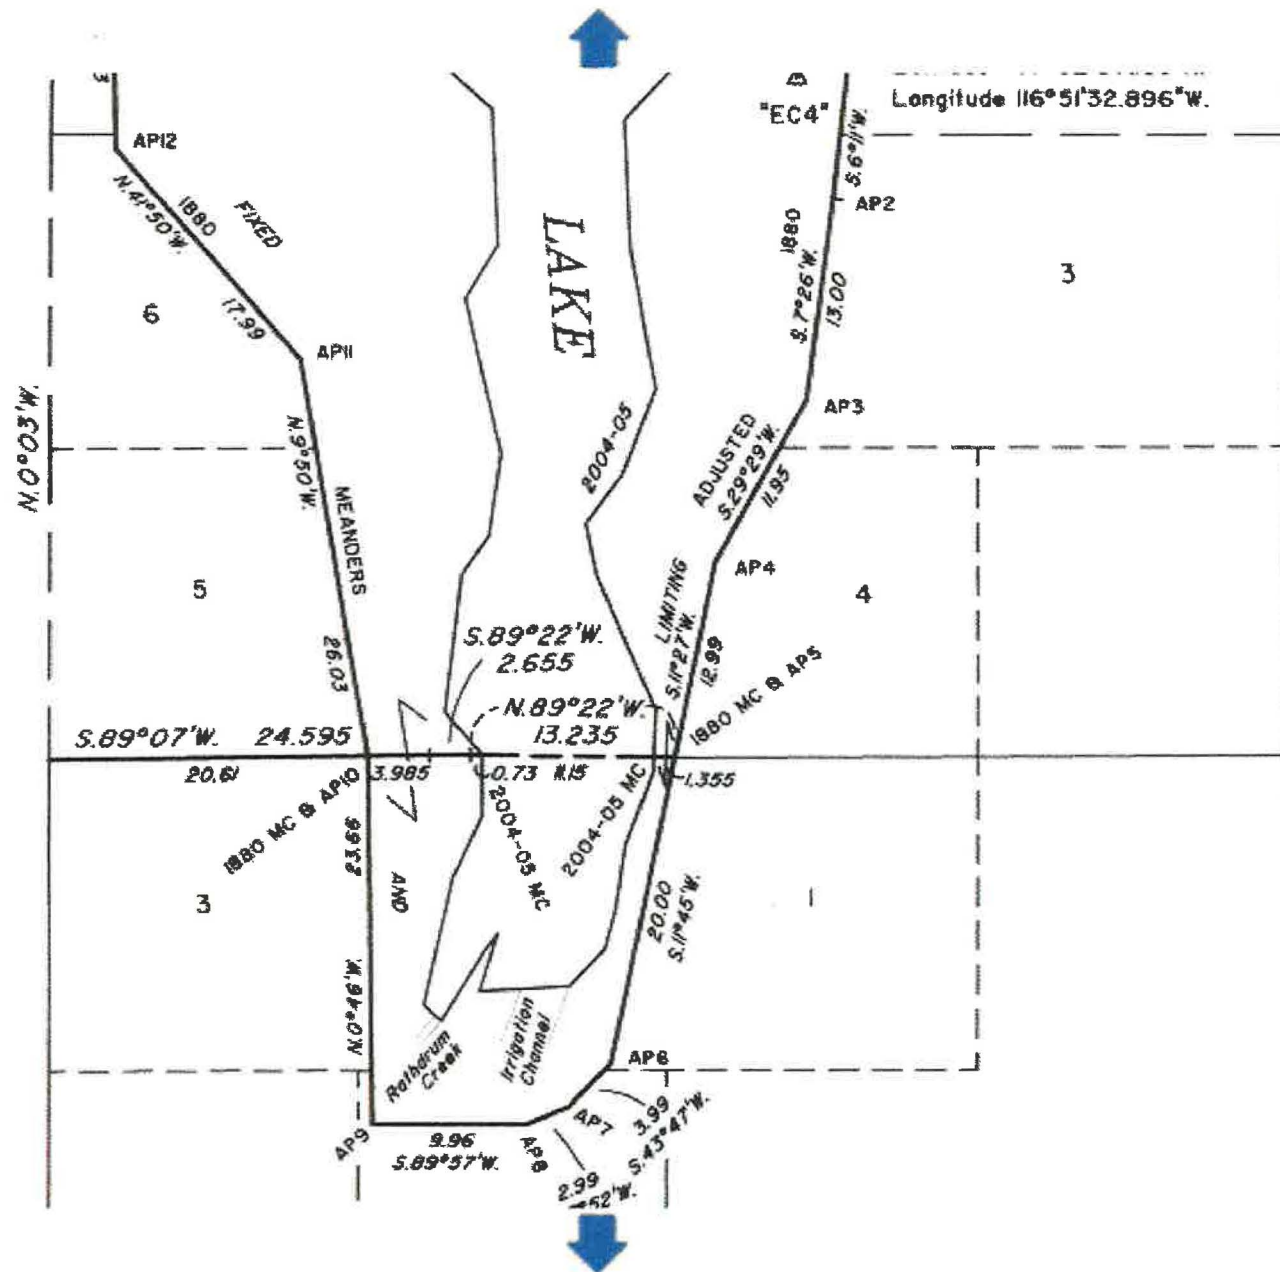 Longitude 116°51'32.896"W.
"EC4"
AP12
S.6°11'W.
AP2
N.41°50'W.
1880
FIXED
17.99
6
LAKE
1880
S.7°26'W.
13.00
3
AP11
AP3
N.0°03'W.
N.9°50'W.
MEANDERS
26.03
2004-05
ADJUSTED
S.29°29'W.
11.95
AP4
5
4
LIMITING
S.11°27'W.
12.99
1880 MC & AP5
S.89°22'W.
2.655
N.89°22'W.
13.235
S.89°07'W. 24.595
20.61
3.985
0.73
11.15
1.355
1880 MC & AP10
2004-05 MC
2004-05 MC
23.66
AND
3
1
20.00
S.11°45'W.
N.0°49'W.
Rathdrum
Creek
Irrigation
Channel
AP6
AP7
3.99
S.43°47'W.
AP9
9.96
S.89°57'W.
AP8
2.99
52'W.